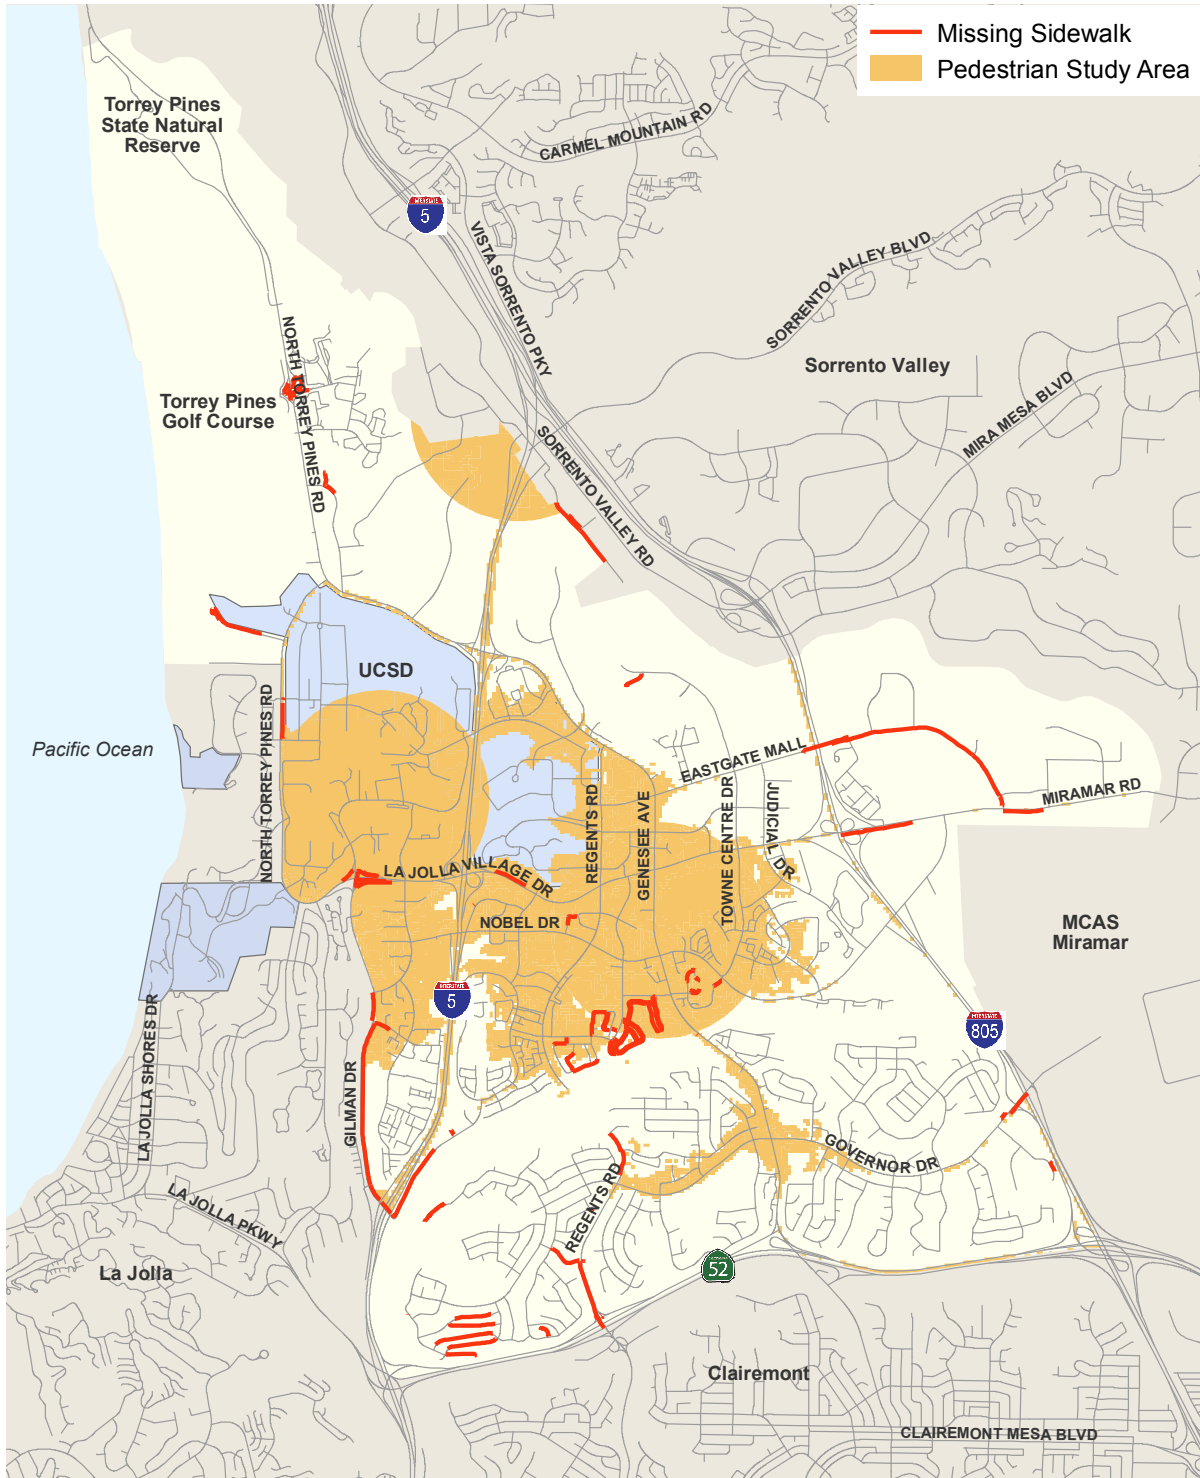 Missing Sidewalk
Pedestrian Study Area
Torrey Pines
State Natural
Reserve
CARMEL MOUNTAIN RD
INTERSTATE
5
VISTA SORRENTO PKY
SORRENTO VALLEY BLVD
Sorrento Valley
MIRA MESA BLVD
NORTH TORREY PINES RD
Torrey Pines
Golf Course
SORRENTO VALLEY RD
UCSD
NORTH TORREY PINES RD
Pacific Ocean
EASTGATE MALL
MIRAMAR RD
REGENTS RD
GENESEE AVE
TOWNE CENTRE DR
JUDICIAL DR
LA JOLLA VILLAGE DR
NOBEL DR
MCAS
Miramar
INTERSTATE
5
INTERSTATE
805
LA JOLLA SHORES DR
GILMAN DR
GOVERNOR DR
REGENTS RD
LA JOLLA PKWY
La Jolla
52
Clairemont
CLAIREMONT MESA BLVD